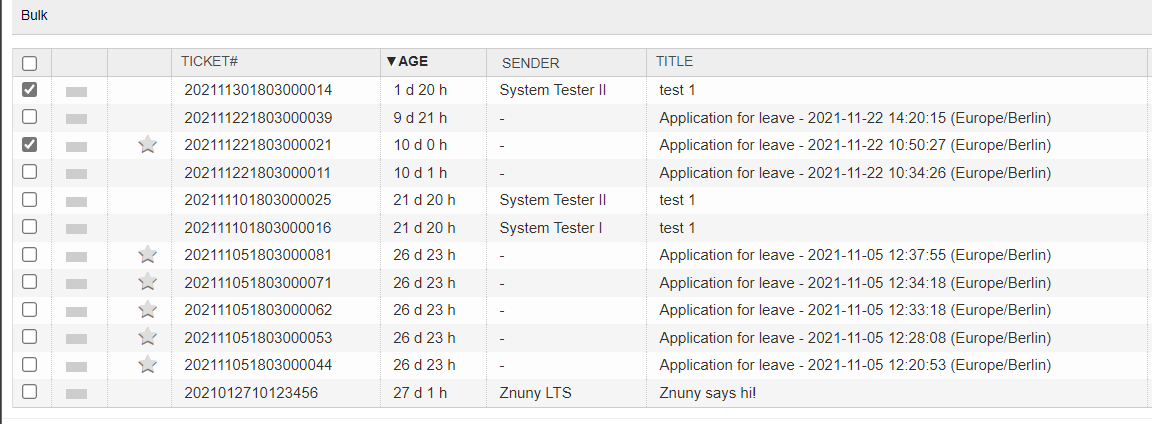 Bulk
TICKET# ▼AGE SENDER TITLE
202111301803000014 1 d 20 h System Tester II test 1
202111221803000039 9 d 21 h - Application for leave - 2021-11-22 14:20:15 (Europe/Berlin)
202111221803000021 10 d 0 h - Application for leave - 2021-11-22 10:50:27 (Europe/Berlin)
202111221803000011 10 d 1 h - Application for leave - 2021-11-22 10:34:26 (Europe/Berlin)
202111101803000025 21 d 20 h System Tester II test 1
202111101803000016 21 d 20 h System Tester I test 1
202111051803000081 26 d 23 h - Application for leave - 2021-11-05 12:37:55 (Europe/Berlin)
202111051803000071 26 d 23 h - Application for leave - 2021-11-05 12:34:18 (Europe/Berlin)
202111051803000062 26 d 23 h - Application for leave - 2021-11-05 12:33:18 (Europe/Berlin)
202111051803000053 26 d 23 h - Application for leave - 2021-11-05 12:28:08 (Europe/Berlin)
202111051803000044 26 d 23 h - Application for leave - 2021-11-05 12:20:53 (Europe/Berlin)
2021012710123456 27 d 1 h Znuny LTS Znuny says hi!